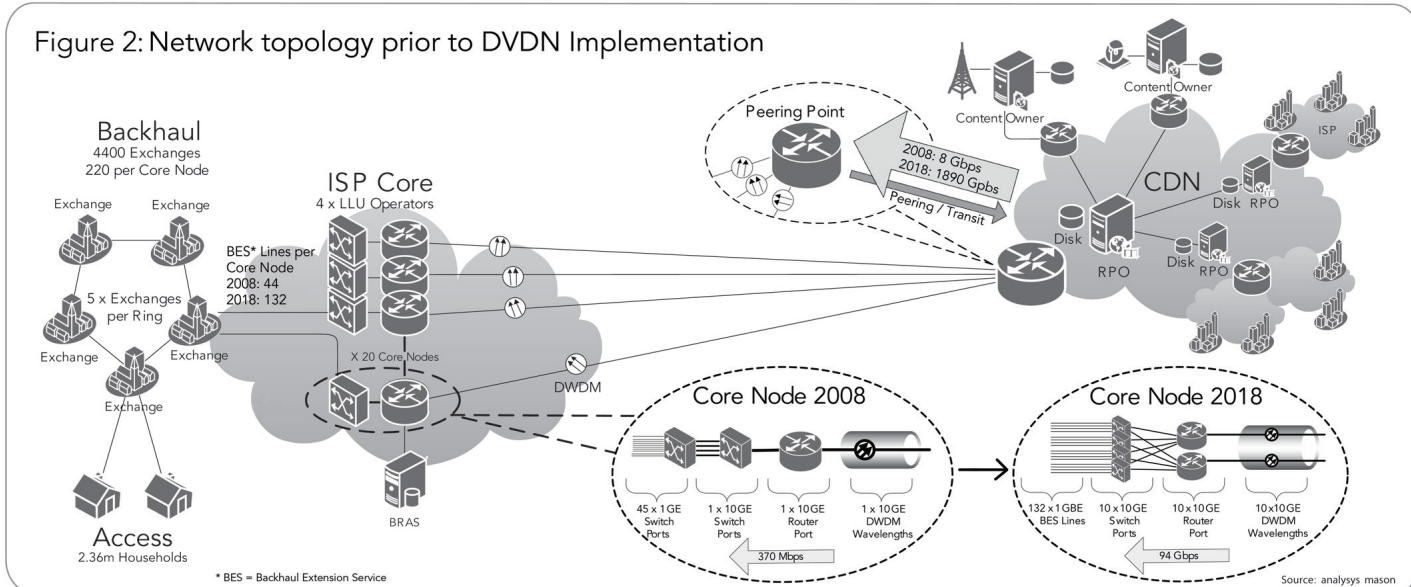 Figure 2: Network topology prior to DVDN Implementation
Backhaul
4400 Exchanges
220 per Core Node
Exchange
Exchange
5 x Exchanges
per Ring
Exchange
Exchange
Exchange
* *
Access
2.36m Households
BES* Lines per
Core Node
2008: 44
2018: 132
ISP Core
4 x LLU Operators
X 20 Core Nodes
BRAS
DWDM
* BES = Backhaul Extension Service
Peering Point
2008: 8 Gbps
2018: 1890 Gpbs
Peering / Transit
Content Owner
Content Owner
ISP
CDN
Disk
RPO
Disk RPO
Disk RPO
Core Node 2008
45 x 1GE
Switch
Ports
1 x 10GE
Switch
Ports
1 x 10GE
Router
Port
1 x 10GE
DWDM
Wavelengths
370 Mbps
Core Node 2018
132 x 1GBE
BES Lines
10 x 10GE
Switch
Ports
10 x 10GE
Router
Port
10x10GE
DWDM
Wavelengths
94 Gbps
Source: analysys mason